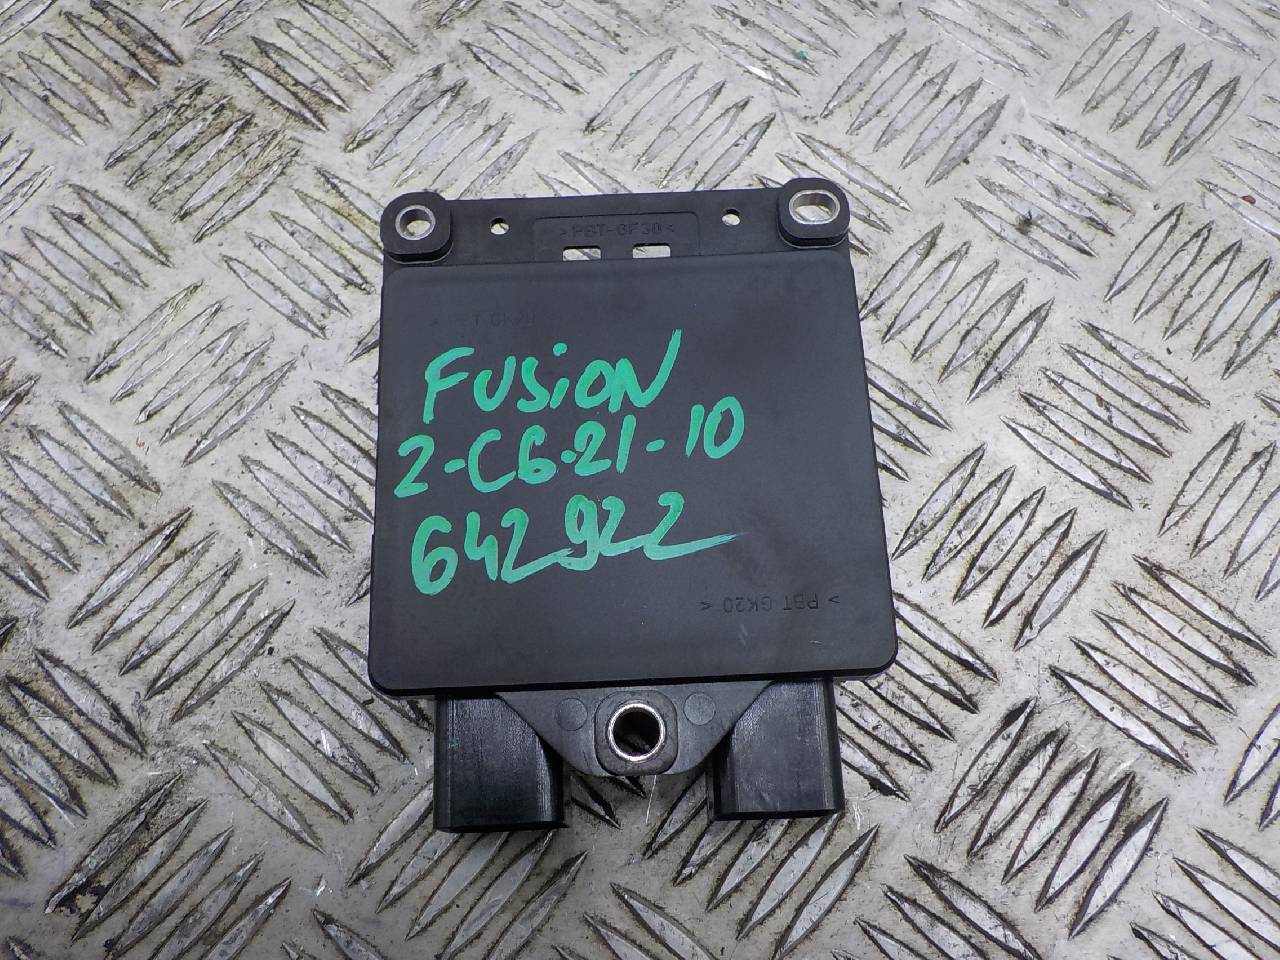 >PBT-GF30<
FUSION
2-C6-21-10
642922
> PBT GK20 <